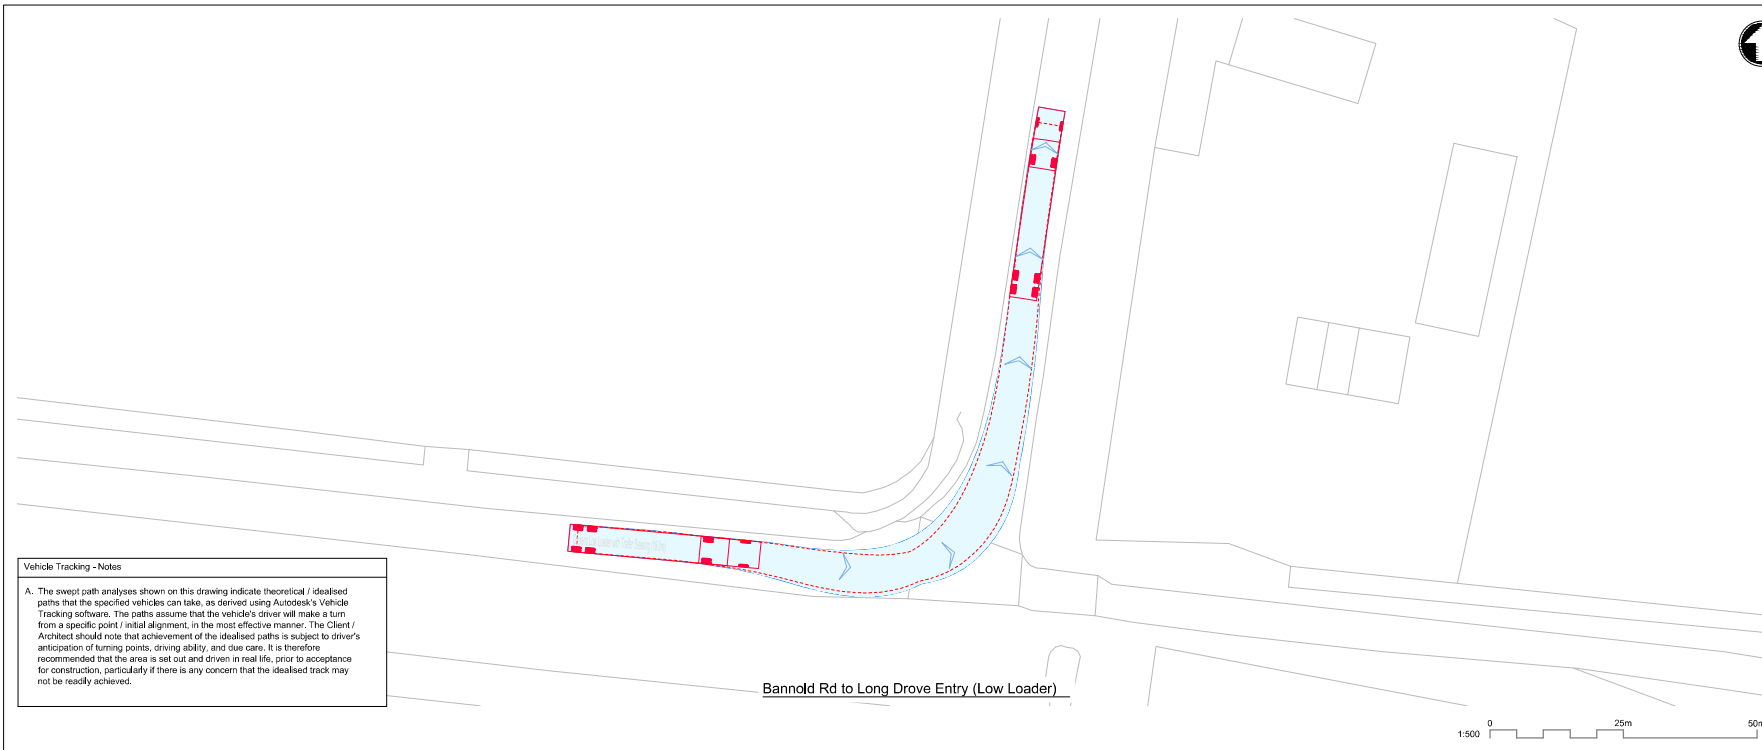 Vehicle Tracking - Notes
A. The swept path analyses shown on this drawing indicate theoretical / idealised
paths that the specified vehicles can take, as derived using Autodesk's Vehicle
Tracking software. The paths assume that the vehicle's driver will make a turn
from a specific point / initial alignment, in the most effective manner. The Client /
Architect should note that achievement of the idealised paths is subject to driver's
anticipation of turning points, driving ability, and due care. It is therefore
recommended that the area is set out and driven in real life, prior to acceptance
for construction, particularly if there is any concern that the idealised track may
not be readily achieved.
Bannold Rd to Long Drove Entry (Low Loader)
1:500
0
25m
50m